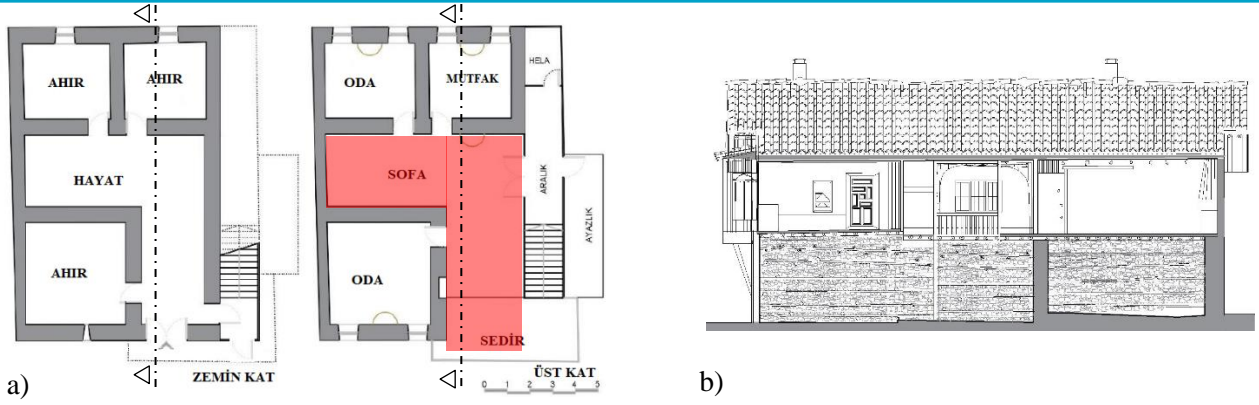 AHIR
AHIR
HAYAT
AHIR
ZEMİN KAT
a)
ODA
MUTFAK
HELA
SOFA
ARALIK
AYAZLIK
ODA
SEDİR
ÜST KAT
0 1 2 3 4 5
b)